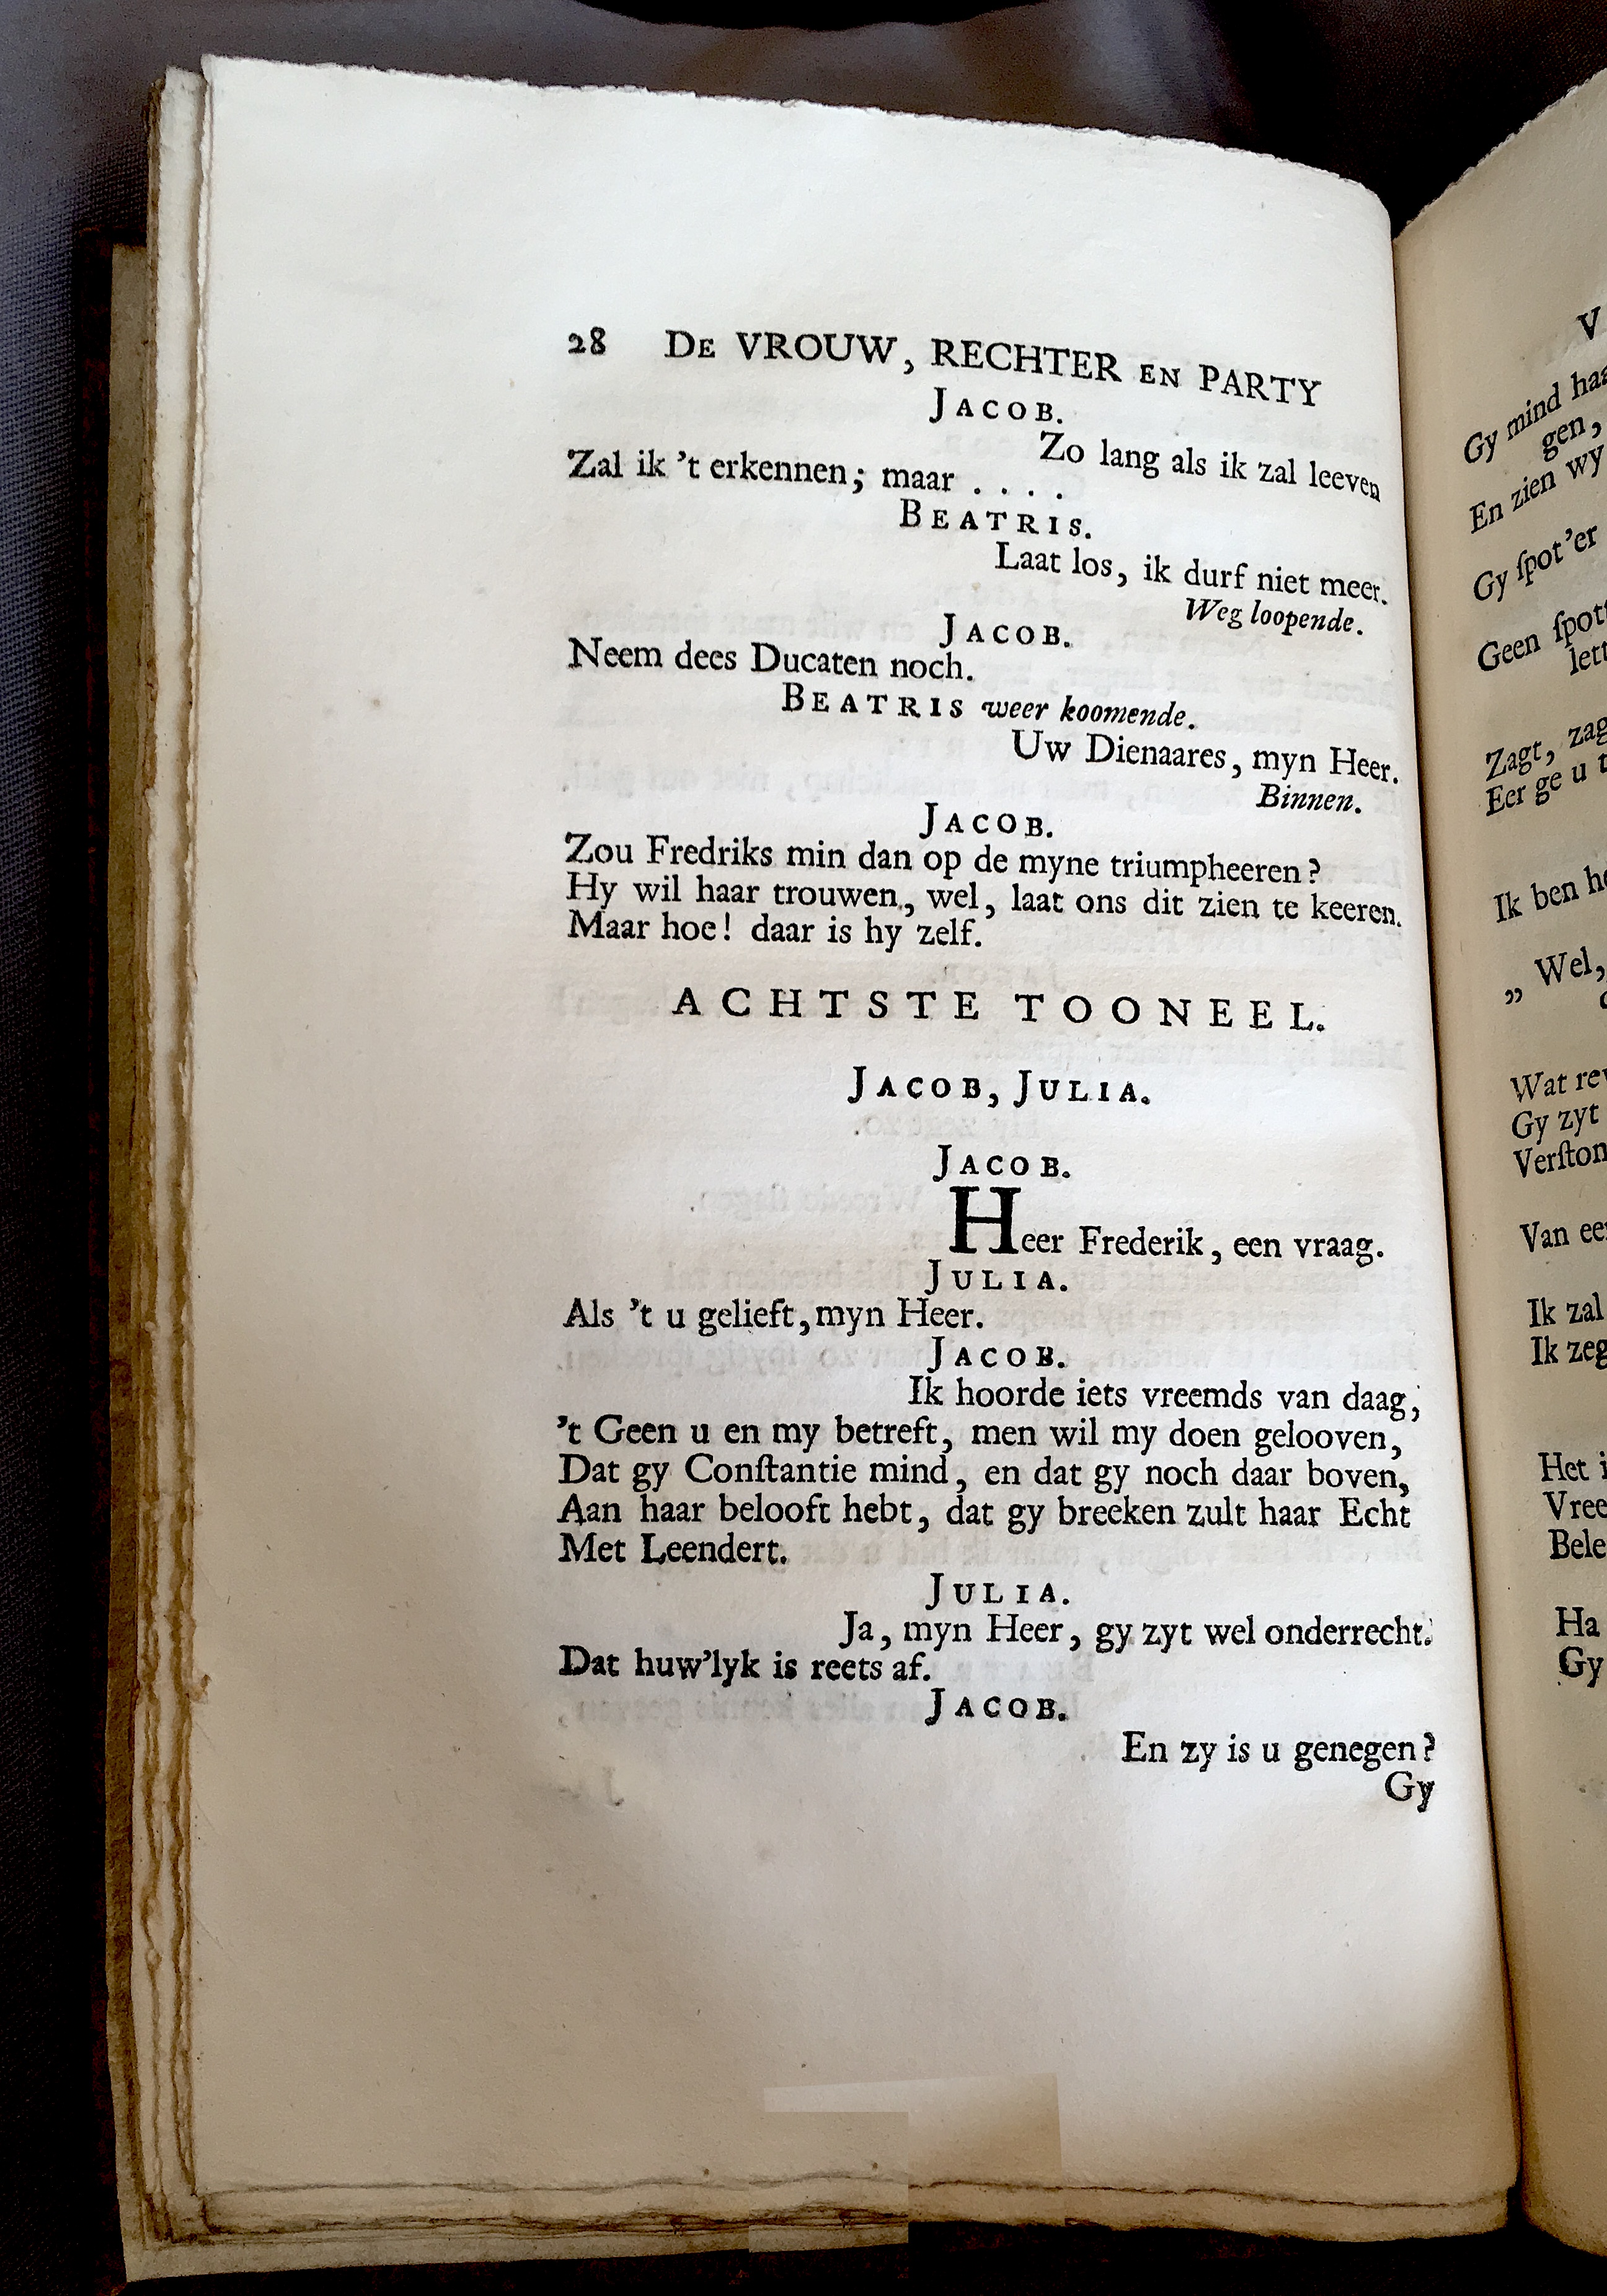 28 DE VROUW, RECHTER EN PARTY
JACOB.
Zo lang als ik zal leeven
Zal ik 't erkennen; maar . . . .
BEATRIS.
Laat los, ik durf niet meer.
Weg loopende.
JACOB.
Neem dees Ducaten noch.
BEATRIS weer koomende.
Uw Dienaares, myn Heer.
Binnen.
JACOB.
Zou Fredriks min dan op de myne triumpheeren?
Hy wil haar trouwen, wel, laat ons dit zien te keeren.
Maar hoe! daar is hy zelf.
ACHTSTE TOONEEL.
JACOB, JULIA.
JACOB.
Heer Frederik, een vraag.
JULIA.
Als 't u gelieft, myn Heer.
JACOB.
Ik hoorde iets vreemds van daag,
't Geen u en my betreft, men wil my doen gelooven,
Dat gy Conſtantie mind, en dat gy noch daar boven,
Aan haar belooft hebt, dat gy breeken zult haar Echt
Met Leendert.
JULIA.
Ja, myn Heer, gy zyt wel onderrecht.
Dat huw'lyk is reets af.
JACOB.
En zy is u genegen?
Gy
V
Gy mind haa
gen,
En zien wy
Gy ſpot'er
Geen ſpott
lett
Zagt, zag
Eer ge u t
Ik ben he
„ Wel,
Wat rev
Gy zyt
Verſton
Van ee
Ik zal
Ik zeg
Het i
Vree
Bele
Ha
Gy